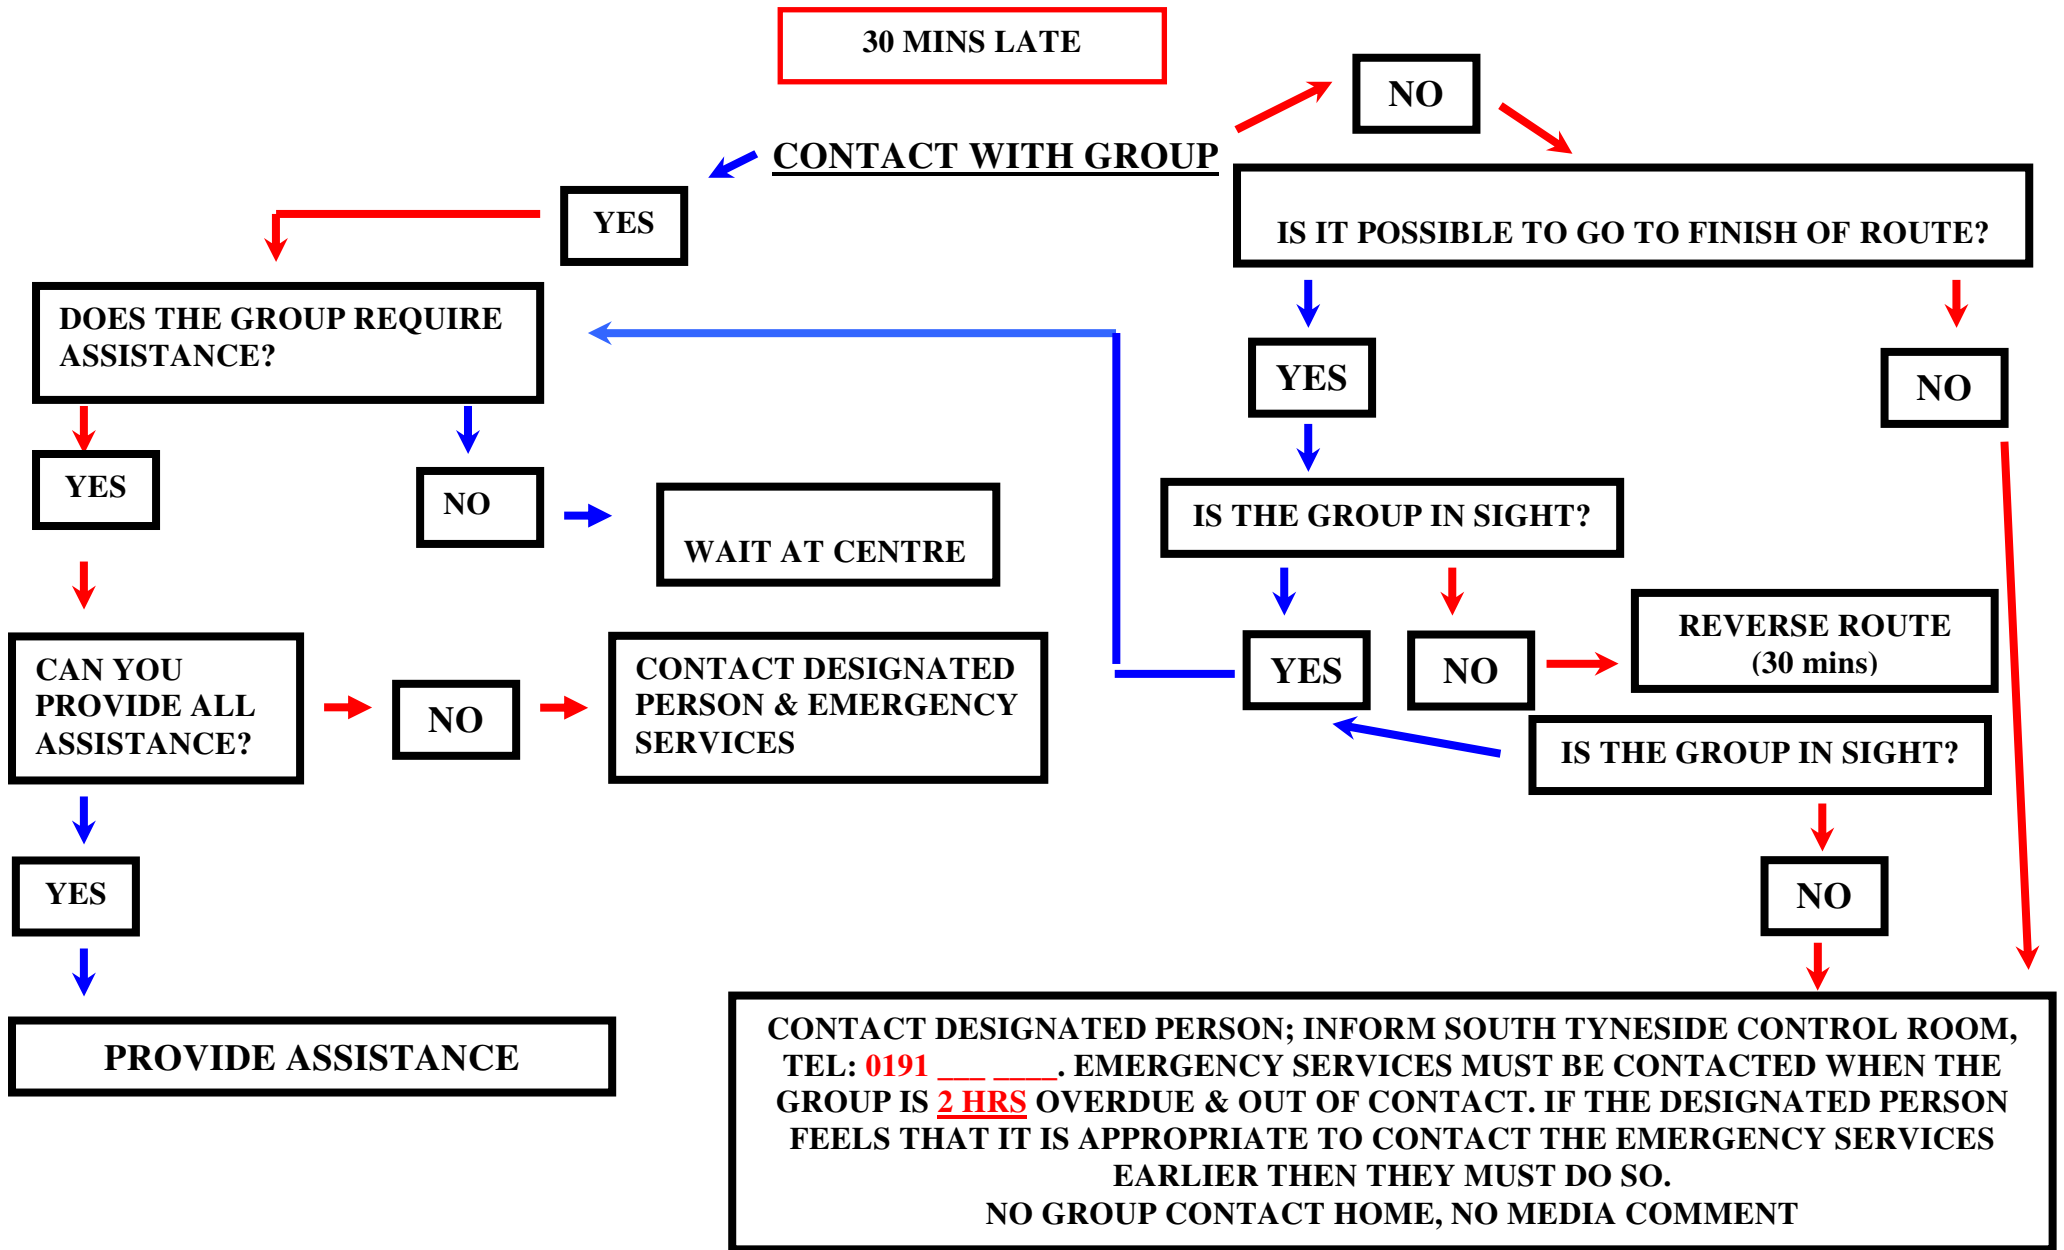 30 MINS LATE
NO
CONTACT WITH GROUP
YES
IS IT POSSIBLE TO GO TO FINISH OF ROUTE?
DOES THE GROUP REQUIRE
ASSISTANCE?
YES
NO
YES
NO
WAIT AT CENTRE
IS THE GROUP IN SIGHT?
CAN YOU
PROVIDE ALL
ASSISTANCE?
NO
CONTACT DESIGNATED
PERSON & EMERGENCY
SERVICES
YES
NO
REVERSE ROUTE
(30 mins)
IS THE GROUP IN SIGHT?
YES
NO
PROVIDE ASSISTANCE
CONTACT DESIGNATED PERSON; INFORM SOUTH TYNESIDE CONTROL ROOM,
TEL: 0191 ___ ____. EMERGENCY SERVICES MUST BE CONTACTED WHEN THE
GROUP IS 2 HRS OVERDUE & OUT OF CONTACT. IF THE DESIGNATED PERSON
FEELS THAT IT IS APPROPRIATE TO CONTACT THE EMERGENCY SERVICES
EARLIER THEN THEY MUST DO SO.
NO GROUP CONTACT HOME, NO MEDIA COMMENT